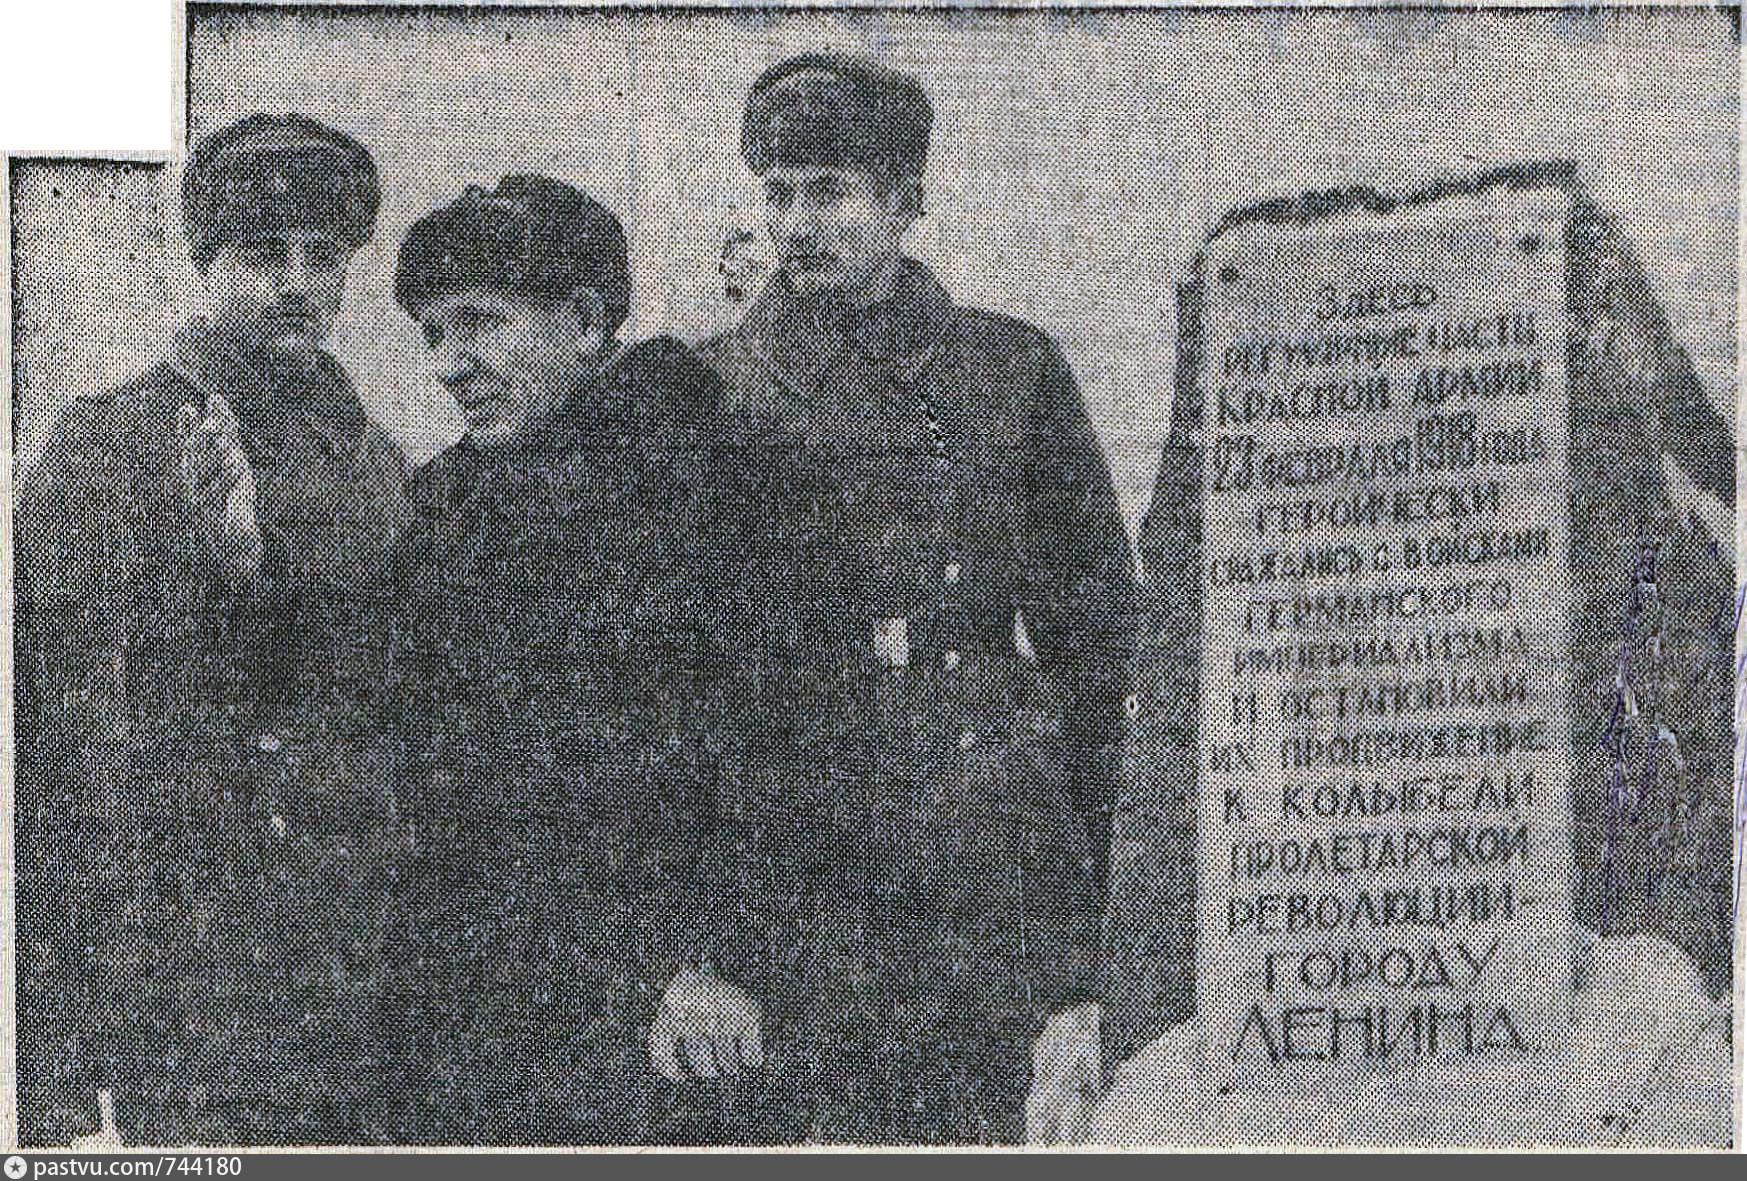 ЗДЕСЬ
РЕГУЛЯРНЫЕ ЧАСТИ
КРАСНОЙ АРМИИ
23 ФЕВРАЛЯ 1918 ГОДА
ГЕРОИЧЕСКИ
СРАЖАЛИСЬ С ВОЙСКАМИ
ГЕРМАНСКОГО
ИМПЕРИАЛИЗМА
И ОСТАНОВИЛИ
ИХ ПРОДВИЖЕНИЕ
К КОЛЫБЕЛИ
ПРОЛЕТАРСКОЙ
РЕВОЛЮЦИИ-
ГОРОДУ
ЛЕНИНА
pastvu.com/744180